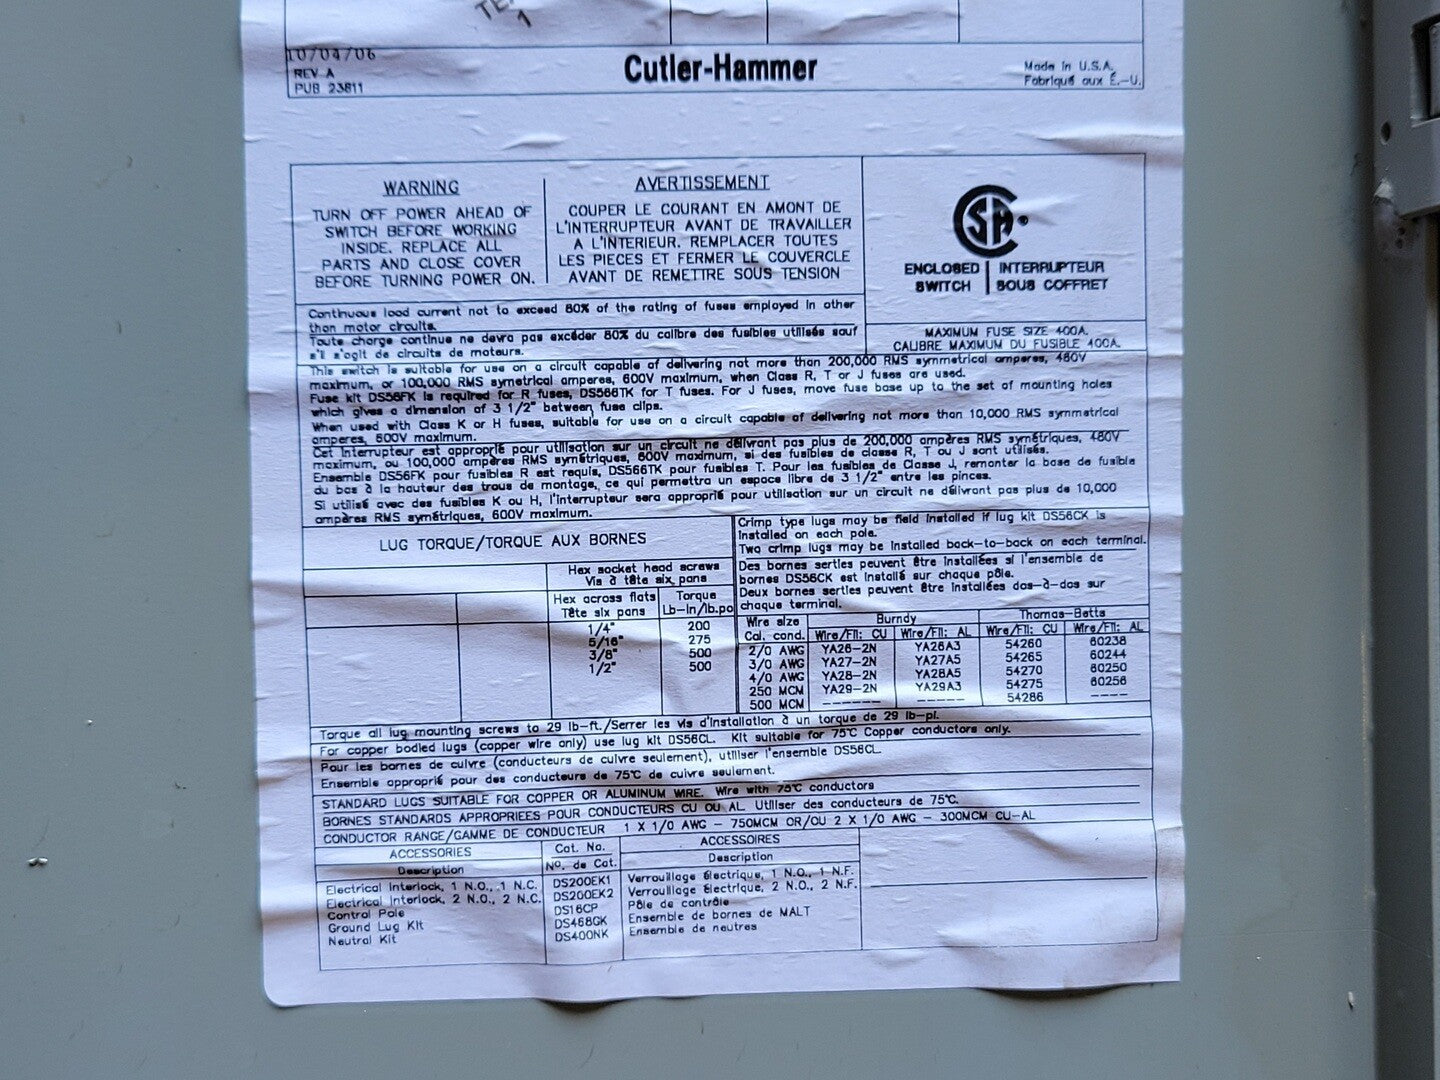 TE
1
10/04/06
REV A
PUB 23811
Cutler-Hammer
Made in U.S.A.
Fabriqué aux É.-U.
WARNING
TURN OFF POWER AHEAD OF
SWITCH BEFORE WORKING
INSIDE. REPLACE ALL
PARTS AND CLOSE COVER
BEFORE TURNING POWER ON.
AVERTISSEMENT
COUPER LE COURANT EN AMONT DE
L'INTERRUPTEUR AVANT DE TRAVAILLER
A L'INTERIEUR. REMPLACER TOUTES
LES PIECES ET FERMER LE COUVERCLE
AVANT DE REMETTRE SOUS TENSION
CSA
ENCLOSED | INTERRUPTEUR
SWITCH | SOUS COFFRET
Continuous load current not to exceed 80% of the rating of fuses employed in other
than motor circuits.
Toute charge continue ne devra pas excéder 80% du calibre des fusibles utilisés sauf
s'il s'agit de circuits de moteurs.
MAXIMUM FUSE SIZE 400A.
CALIBRE MAXIMUM DU FUSIBLE 400A.
This switch is suitable for use on a circuit capable of delivering not more than 200,000 RMS symmetrical amperes, 480V
maximum, or 100,000 RMS symetrical amperes, 600V maximum, when Class R, T or J fuses are used.
Fuse kit DS56FK is required for R fuses, DS566TK for T fuses. For J fuses, move fuse base up to the set of mounting holes
which gives a dimension of 3 1/2" between fuse clips.
When used with Class K or H fuses, suitable for use on a circuit capable of delivering not more than 10,000 RMS symmetrical
amperes, 600V maximum.
Cet Interrupteur est approprié pour utilisation sur un circuit ne délivrant pas plus de 200,000 ampères RMS symétriques, 480V
maximum, ou 100,000 ampères RMS symétriques, 600V maximum, si des fusibles de classe R, T ou J sont utilisés.
Ensemble DS56FK pour fusibles R est requis, DS566TK pour fusibles T. Pour les fusibles de Classe J, remonter la base de fusible
du bas à la hauteur des trous de montage, ce qui permettra un espace libre de 3 1/2" entre les pinces.
Si utilisé avec des fusibles K ou H, l'interrupteur sera approprié pour utilisation sur un circuit ne délivrant pas plus de 10,000
ampères RMS symétriques, 600V maximum.
LUG TORQUE/TORQUE AUX BORNES
Hex socket head screws
Vis à tête six pans
Hex across flats Torque
Tête six pans Lb-In/lb.po
1/4" 200
5/16" 275
3/8" 500
1/2" 500
Crimp type lugs may be field installed if lug kit DS56CK is
installed on each pole.
Two crimp lugs may be installed back-to-back on each terminal.
Des bornes serties peuvent être installées si l'ensemble de
bornes DS56CK est installé sur chaque pôle.
Deux bornes serties peuvent être installées dos-à-dos sur
chaque terminal.
Wire size Burndy Thomas-Betts
Cal. cond. Wire/Fil: CU Wire/Fil: AL Wire/Fil: CU Wire/Fil: AL
2/0 AWG YA26-2N YA26A3 54260 60238
3/0 AWG YA27-2N YA27A5 54265 60244
4/0 AWG YA28-2N YA28A5 54270 60250
250 MCM YA29-2N YA29A3 54275 60256
500 MCM ------ ----- 54286 ----
Torque all lug mounting screws to 29 lb-ft./Serrer les vis d'installation à un torque de 29 lb-pi.
For copper bodied lugs (copper wire only) use lug kit DS56CL. Kit suitable for 75°C Copper conductors only.
Pour les bornes de cuivre (conducteurs de cuivre seulement), utiliser l'ensemble DS56CL
Ensemble approprié pour des conducteurs de 75°C de cuivre seulement.
STANDARD LUGS SUITABLE FOR COPPER OR ALUMINUM WIRE. Wire with 75°C conductors
BORNES STANDARDS APPROPRIEES POUR CONDUCTEURS CU OU AL. Utiliser des conducteurs de 75°C.
CONDUCTOR RANGE/GAMME DE CONDUCTEUR 1 X 1/0 AWG - 750MCM OR/OU 2 X 1/0 AWG - 300MCM CU-AL
ACCESSORIES Cat. No. ACCESSOIRES
Description No. de Cat. Description
Electrical Interlock, 1 N.O., 1 N.C. DS200EK1 Verrouillage électrique, 1 N.O., 1 N.F.
Electrical Interlock, 2 N.O., 2 N.C. DS200EK2 Verrouillage électrique, 2 N.O., 2 N.F.
Control Pole DS16CP Pôle de contrôle
Ground Lug Kit DS468GK Ensemble de bornes de MALT
Neutral Kit DS400NK Ensemble de neutres